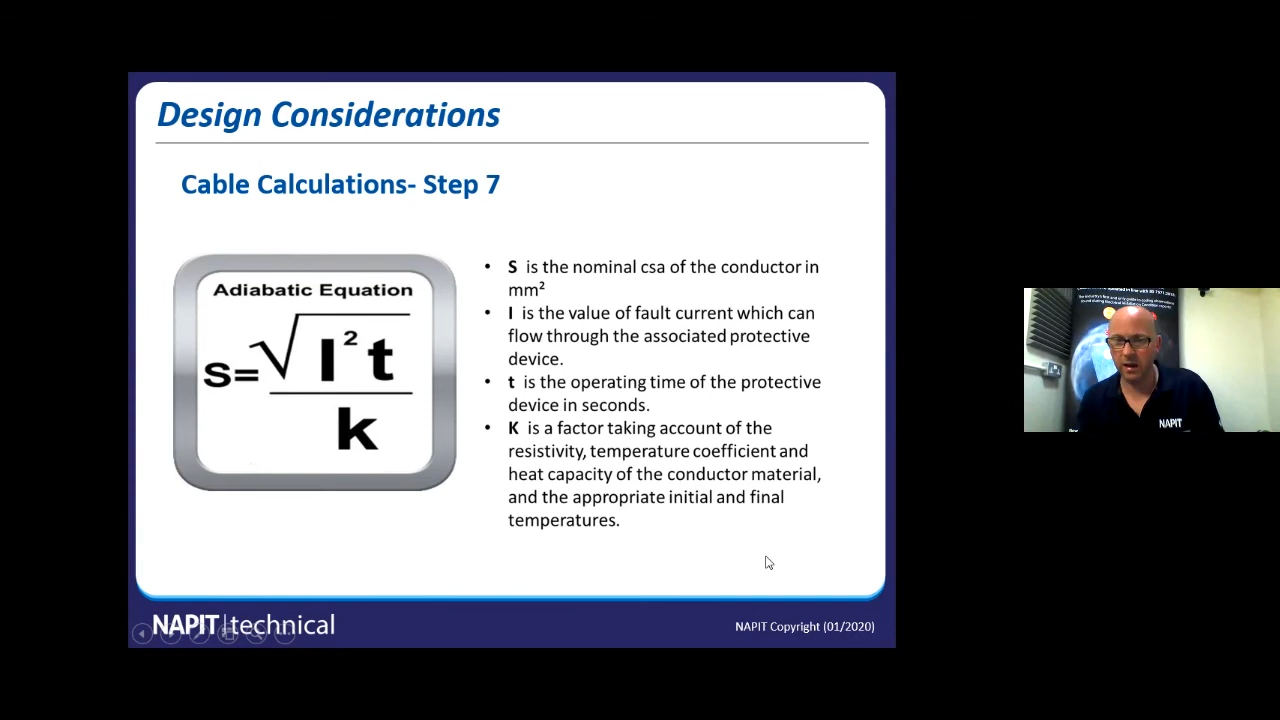 Design Considerations
Cable Calculations- Step 7
Adiabatic Equation
S=√I²t
k
• S is the nominal csa of the conductor in
mm²
• I is the value of fault current which can
flow through the associated protective
device.
• t is the operating time of the protective
device in seconds.
• K is a factor taking account of the
resistivity, temperature coefficient and
heat capacity of the conductor material,
and the appropriate initial and final
temperatures.
NAPIT|technical
NAPIT Copyright (01/2020)
NAPIT